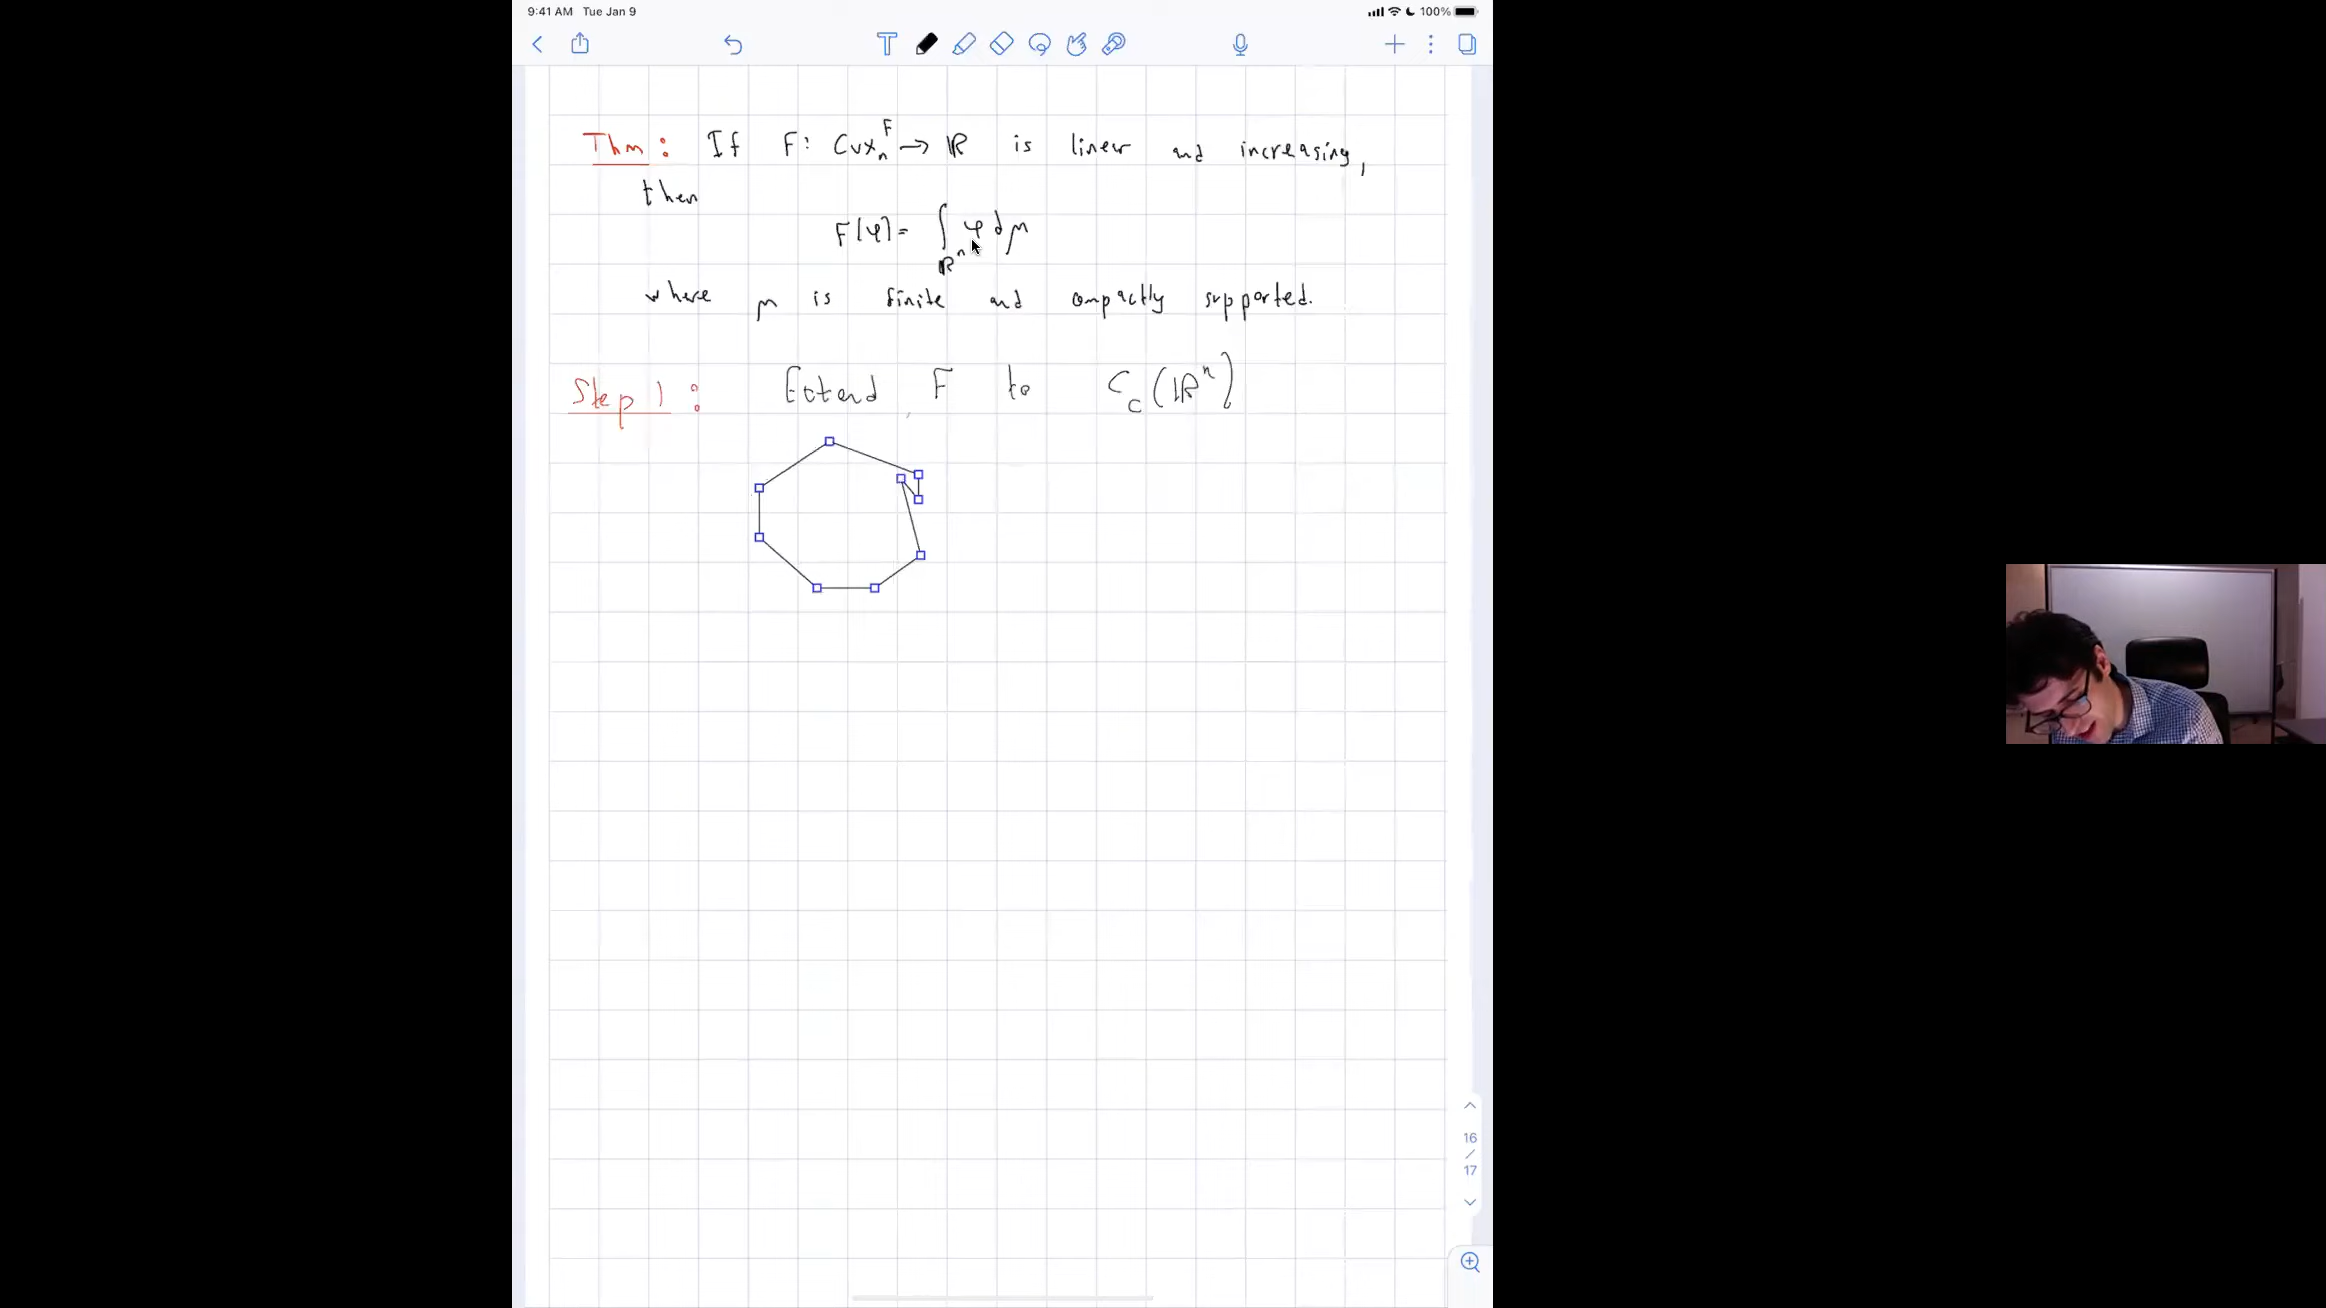 9:41 AM Tue Jan 9 100%
Thm: If F: Cvx_n^F → ℝ is linear and increasing,
then
F(φ) = ∫_{ℝ^n} φ dμ
where μ is finite and compactly supported.
Step 1: Extend F to C_c(ℝ^n)
16
/
17